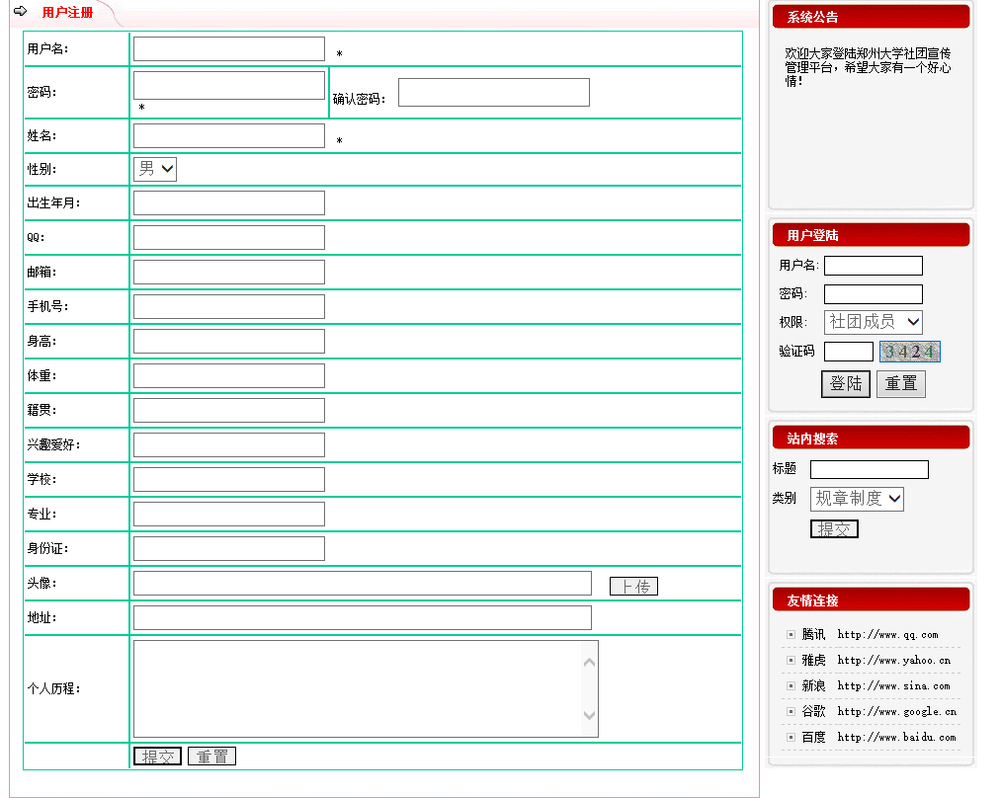 用户注册
用户名：
*
密码：
*
确认密码：
姓名：
*
性别：
男
出生年月：
QQ：
邮箱：
手机号：
身高：
体重：
籍贯：
兴趣爱好：
学校：
专业：
身份证：
头像：
上传
地址：
个人历程：
提交 重置
系统公告
欢迎大家登陆郑州大学社团宣传
管理平台，希望大家有一个好心
情！
用户登陆
用户名：
密码：
权限： 社团成员
验证码 3424
登陆 重置
站内搜索
标题
类别 规章制度
提交
友情连接
腾讯 http://www.qq.com
雅虎 http://www.yahoo.cn
新浪 http://www.sina.com
谷歌 http://www.google.cn
百度 http://www.baidu.com